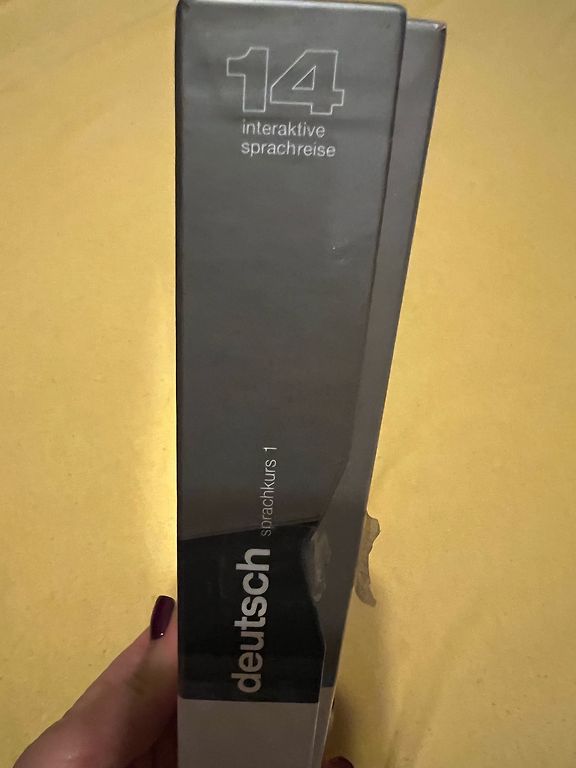 14
interaktive
sprachreise
deutsch sprachkurs 1